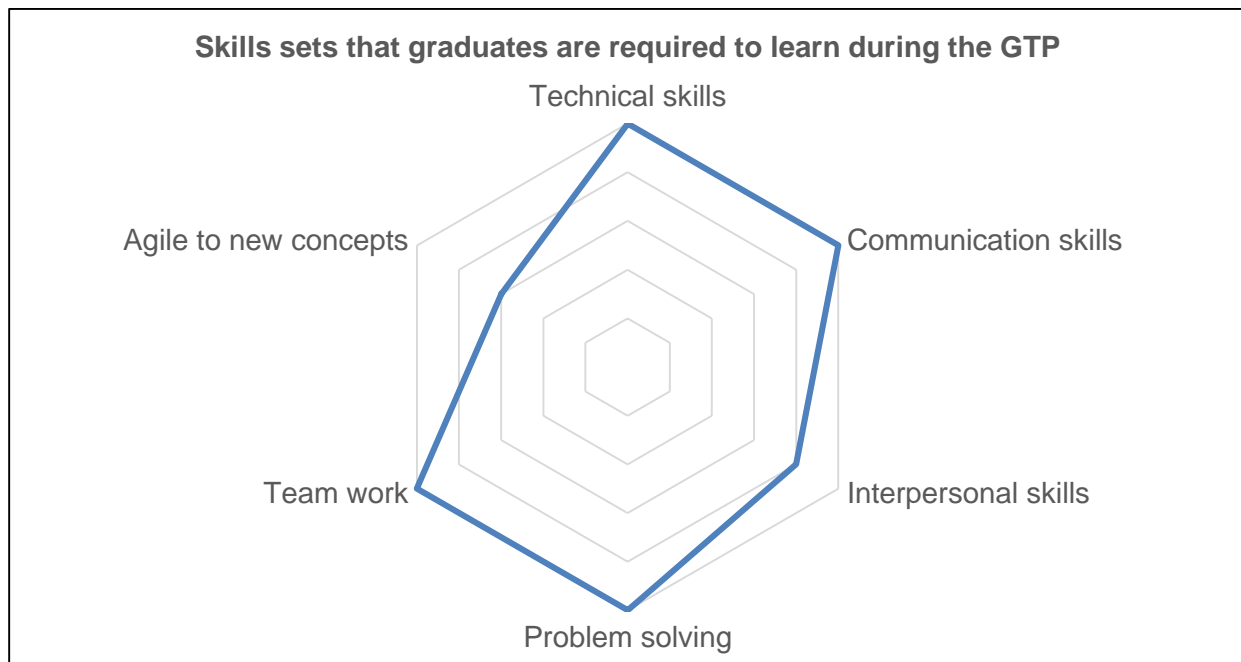 Skills sets that graduates are required to learn during the GTP
Technical skills
Agile to new concepts
Communication skills
Team work
Interpersonal skills
Problem solving